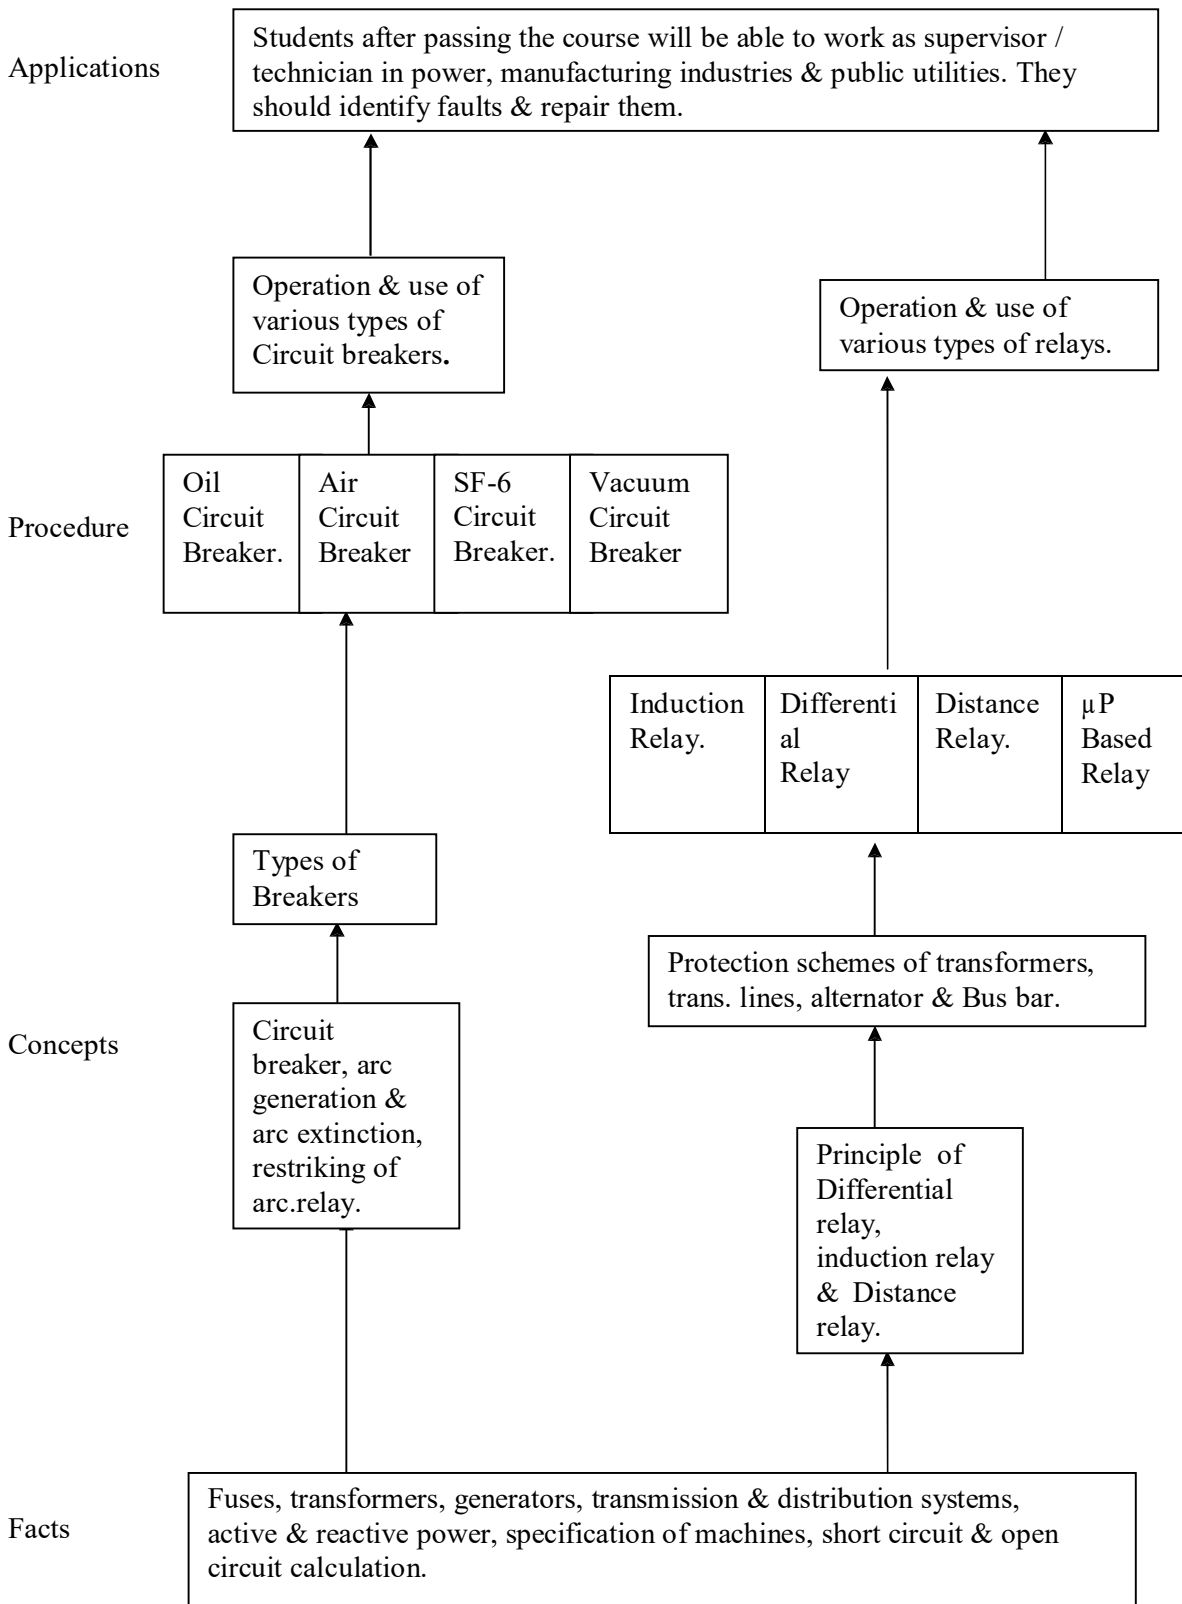 Applications
Students after passing the course will be able to work as supervisor /
technician in power, manufacturing industries & public utilities. They
should identify faults & repair them.
Operation & use of
various types of
Circuit breakers.
Operation & use of
various types of relays.
Procedure
Oil
Circuit
Breaker.
Air
Circuit
Breaker
SF-6
Circuit
Breaker.
Vacuum
Circuit
Breaker
Induction
Relay.
Differenti
al
Relay
Distance
Relay.
µP
Based
Relay
Types of
Breakers
Protection schemes of transformers,
trans. lines, alternator & Bus bar.
Concepts
Circuit
breaker, arc
generation &
arc extinction,
restriking of
arc.relay.
Principle of
Differential
relay,
induction relay
& Distance
relay.
Facts
Fuses, transformers, generators, transmission & distribution systems,
active & reactive power, specification of machines, short circuit & open
circuit calculation.